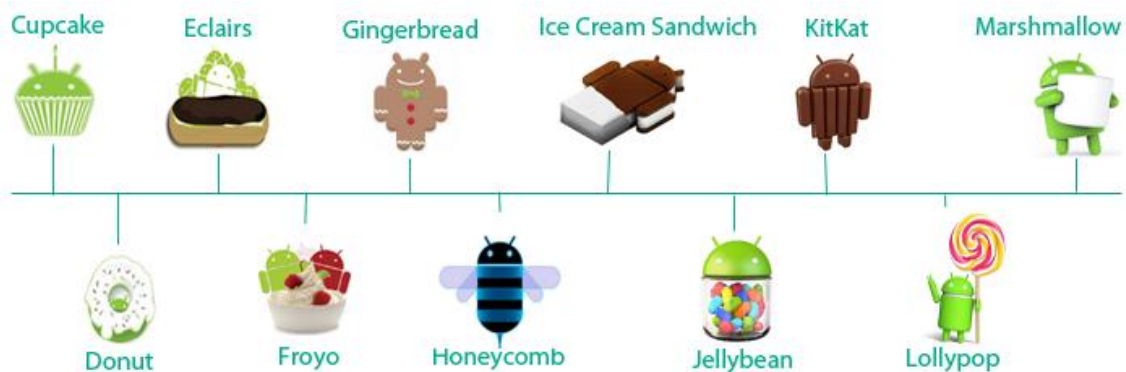 Cupcake
Eclairs
Gingerbread
Ice Cream Sandwich
KitKat
Marshmallow
Donut
Froyo
Honeycomb
Jellybean
Lollypop